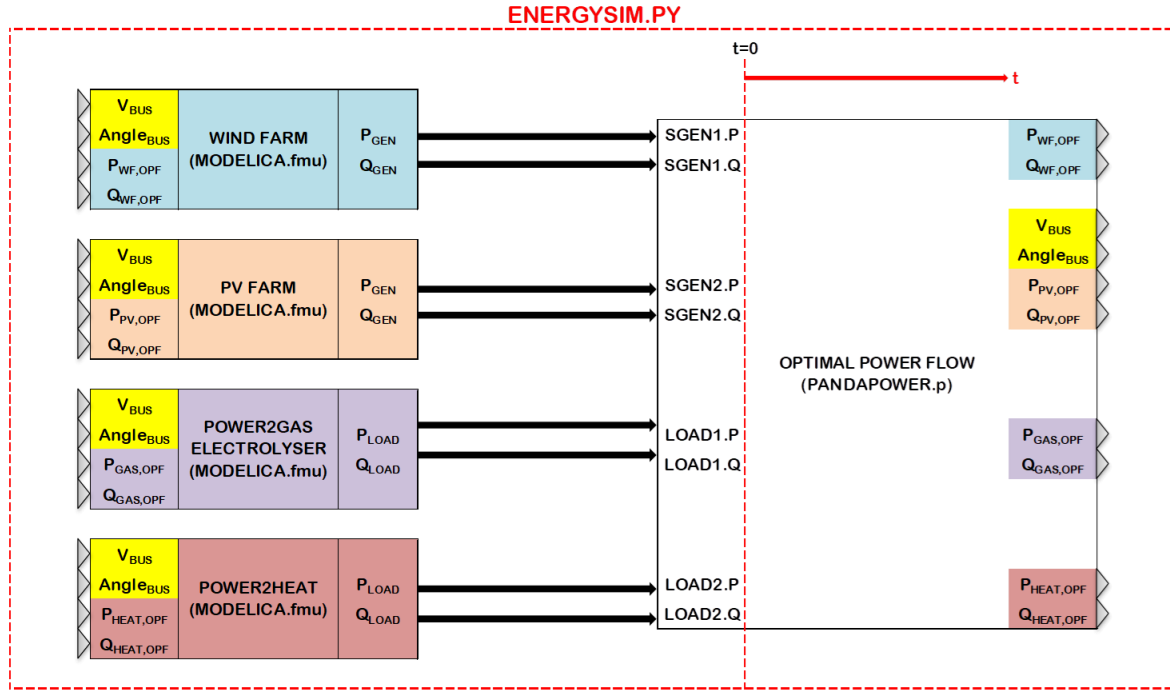 ENERGYSIM.PY
t=0
t
V_BUS
Angle_BUS
P_WF,OPF
Q_WF,OPF
WIND FARM
(MODELICA.fmu)
P_GEN
Q_GEN
SGEN1.P
SGEN1.Q
V_BUS
Angle_BUS
P_PV,OPF
Q_PV,OPF
PV FARM
(MODELICA.fmu)
P_GEN
Q_GEN
SGEN2.P
SGEN2.Q
V_BUS
Angle_BUS
P_GAS,OPF
Q_GAS,OPF
POWER2GAS
ELECTROLYSER
(MODELICA.fmu)
P_LOAD
Q_LOAD
LOAD1.P
LOAD1.Q
V_BUS
Angle_BUS
P_HEAT,OPF
Q_HEAT,OPF
POWER2HEAT
(MODELICA.fmu)
P_LOAD
Q_LOAD
LOAD2.P
LOAD2.Q
OPTIMAL POWER FLOW
(PANDAPOWER.p)
P_WF,OPF
Q_WF,OPF
V_BUS
Angle_BUS
P_PV,OPF
Q_PV,OPF
P_GAS,OPF
Q_GAS,OPF
P_HEAT,OPF
Q_HEAT,OPF